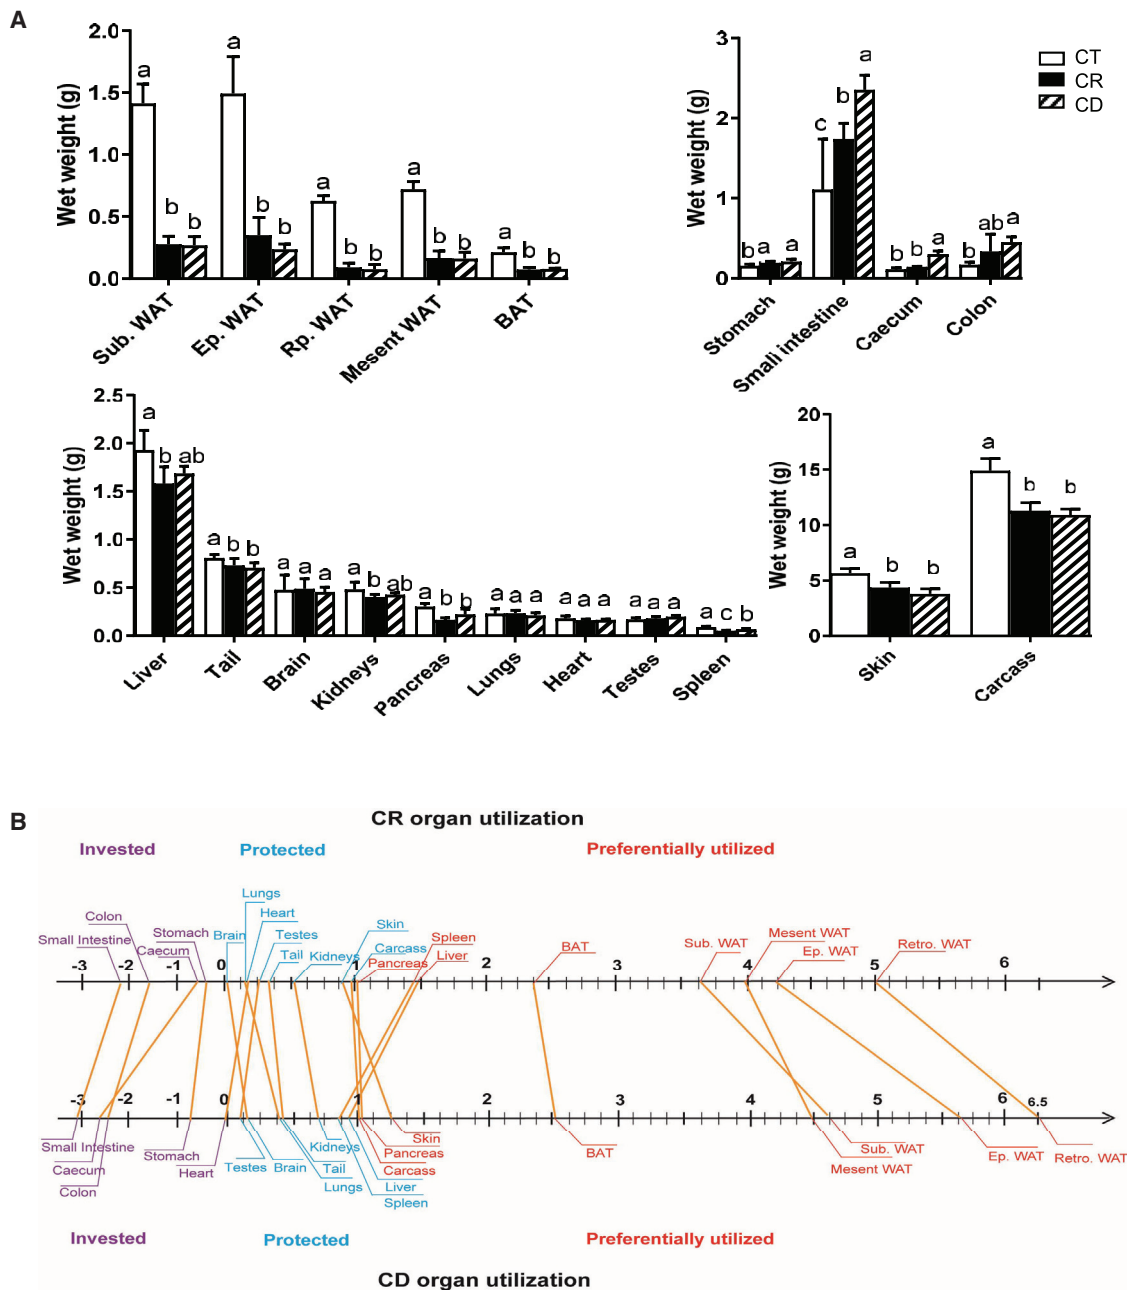 A
2.0
1.5
1.0
0.5
0.0
Wet weight (g)
a
b
b
a
b
b
a
b
b
a
b
b
a
b
b
Sub. WAT
Ep. WAT
Rp. WAT
Mesent WAT
BAT
3
2
1
0
Wet weight (g)
b
a
a
c
b
a
b
b
a
b
ab
a
Stomach
Small intestine
Caecum
Colon
CT
CR
CD
2.5
2.0
1.5
1.0
0.5
0.0
Wet weight (g)
a
b
ab
a
b
b
a
a
a
a
b
ab
a
b
b
a
a
a
a
a
a
a
a
a
a
c
b
Liver
Tail
Brain
Kidneys
Pancreas
Lungs
Heart
Testes
Spleen
20
15
10
5
0
Wet weight (g)
a
b
b
a
b
b
Skin
Carcass
B
CR organ utilization
Invested
Protected
Preferentially utilized
Lungs
Colon
Heart
Skin
Small Intestine
Stomach
Caecum
Brain
Testes
Tail
Kidneys
Carcass
Pancreas
Spleen
Liver
BAT
Sub. WAT
Mesent WAT
Ep. WAT
Retro. WAT
-3 -2 -1 0 1 2 3 4 5 6
-3 -2 -1 0 1 2 3 4 5 6 6.5
Small Intestine
Caecum
Colon
Stomach
Heart
Testes
Brain
Kidneys
Tail
Lungs
Skin
Pancreas
Carcass
Liver
Spleen
BAT
Sub. WAT
Mesent WAT
Ep. WAT
Retro. WAT
Invested
Protected
Preferentially utilized
CD organ utilization